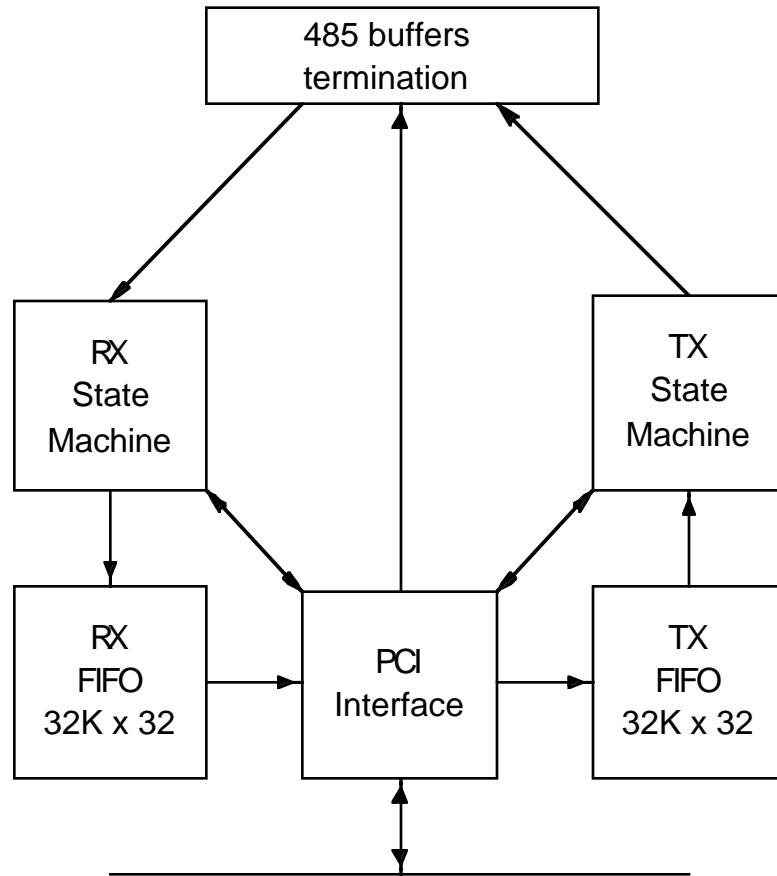 485 buffers
termination
RX
State
Machine
TX
State
Machine
RX
FIFO
32K x 32
PCI
Interface
TX
FIFO
32K x 32